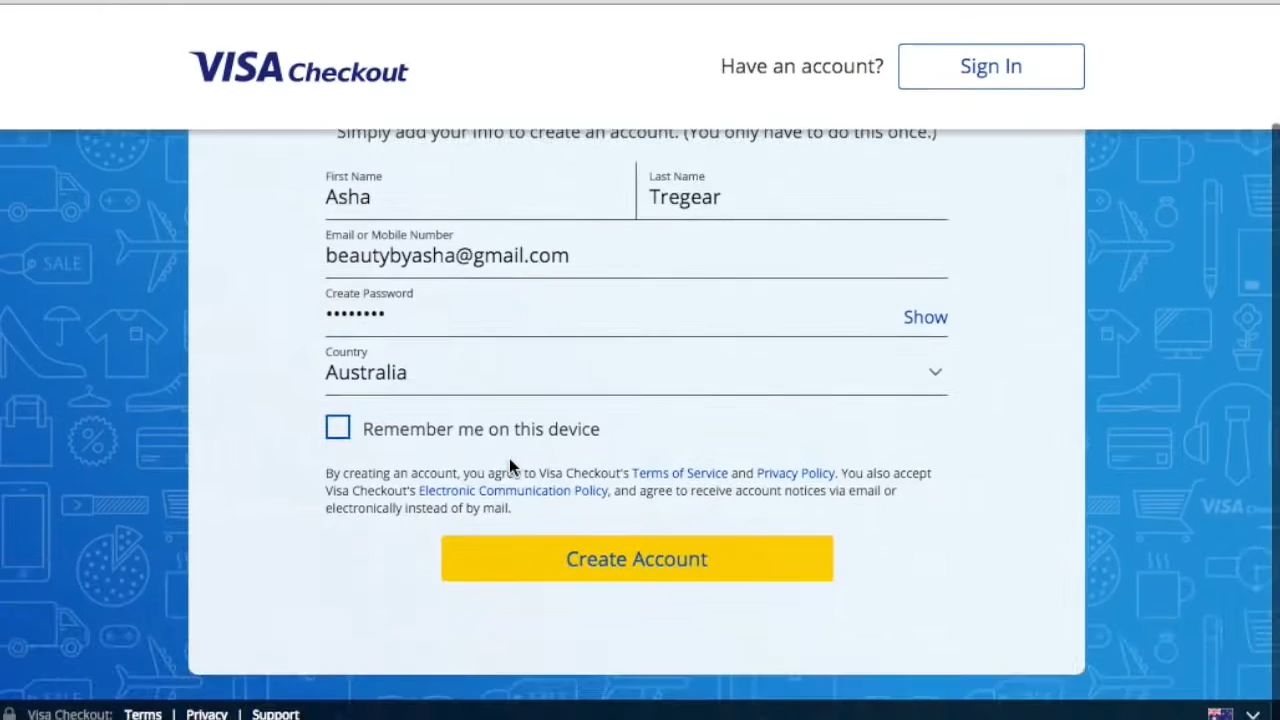 VISA Checkout
Have an account?
Sign In
Simply add your info to create an account. (You only have to do this once.)
First Name
Last Name
Asha
Tregear
Email or Mobile Number
beautybyasha@gmail.com
Create Password
••••••••
Show
Country
Australia
Remember me on this device
By creating an account, you agree to Visa Checkout's Terms of Service and Privacy Policy. You also accept
Visa Checkout's Electronic Communication Policy, and agree to receive account notices via email or
electronically instead of by mail.
Create Account
SALE
VISA
SALE
Visa Checkout: Terms | Privacy | Support